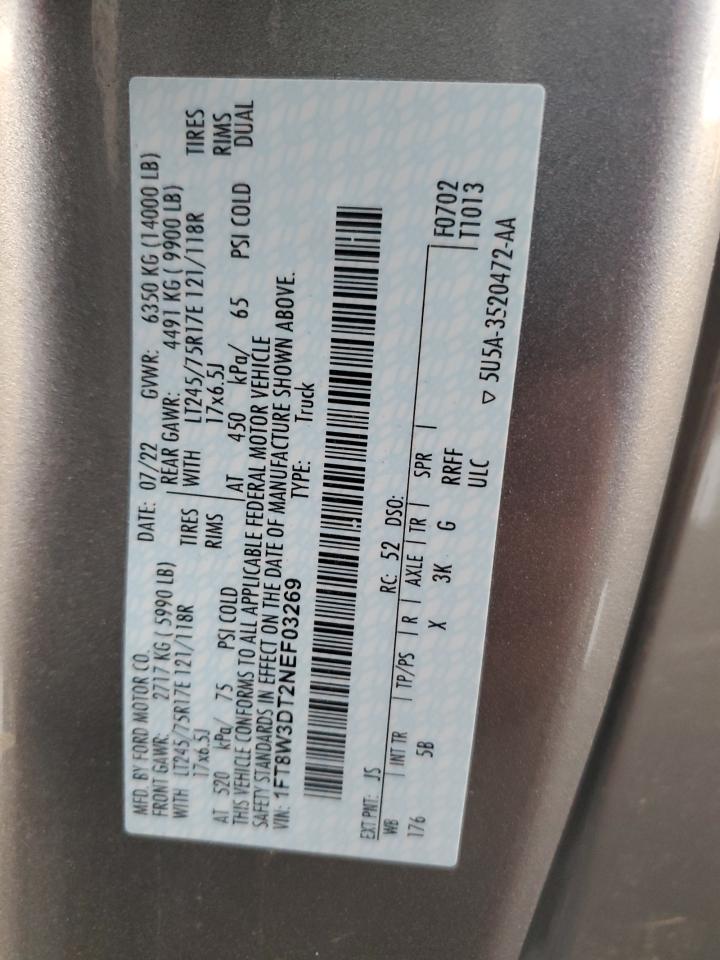 MFD. BY FORD MOTOR CO. DATE: 07/22 GVWR: 6350 KG (14000 LB)
FRONT GAWR: 2717 KG ( 5990 LB) REAR GAWR: 4491 KG ( 9900 LB)
WITH LT245/75R17E 121/118R TIRES WITH LT245/75R17E 121/118R TIRES
17x6.5J RIMS 17x6.5J RIMS
AT 520 kPa/ 75 PSI COLD AT 450 kPa/ 65 PSI COLD DUAL
THIS VEHICLE CONFORMS TO ALL APPLICABLE FEDERAL MOTOR VEHICLE
SAFETY STANDARDS IN EFFECT ON THE DATE OF MANUFACTURE SHOWN ABOVE.
VIN: 1FT8W3DT2NEF03269 TYPE: Truck
EXT PNT: JS RC: 52 DSO:
WB INT TR TP/PS R AXLE TR SPR F0702
176 5B X 3K G RRFF T1013
ULC
▽ 5U5A-3520472-AA